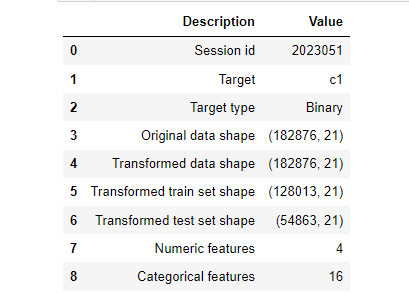 Description Value
0 Session id 2023051
1 Target c1
2 Target type Binary
3 Original data shape (182876, 21)
4 Transformed data shape (182876, 21)
5 Transformed train set shape (128013, 21)
6 Transformed test set shape (54863, 21)
7 Numeric features 4
8 Categorical features 16